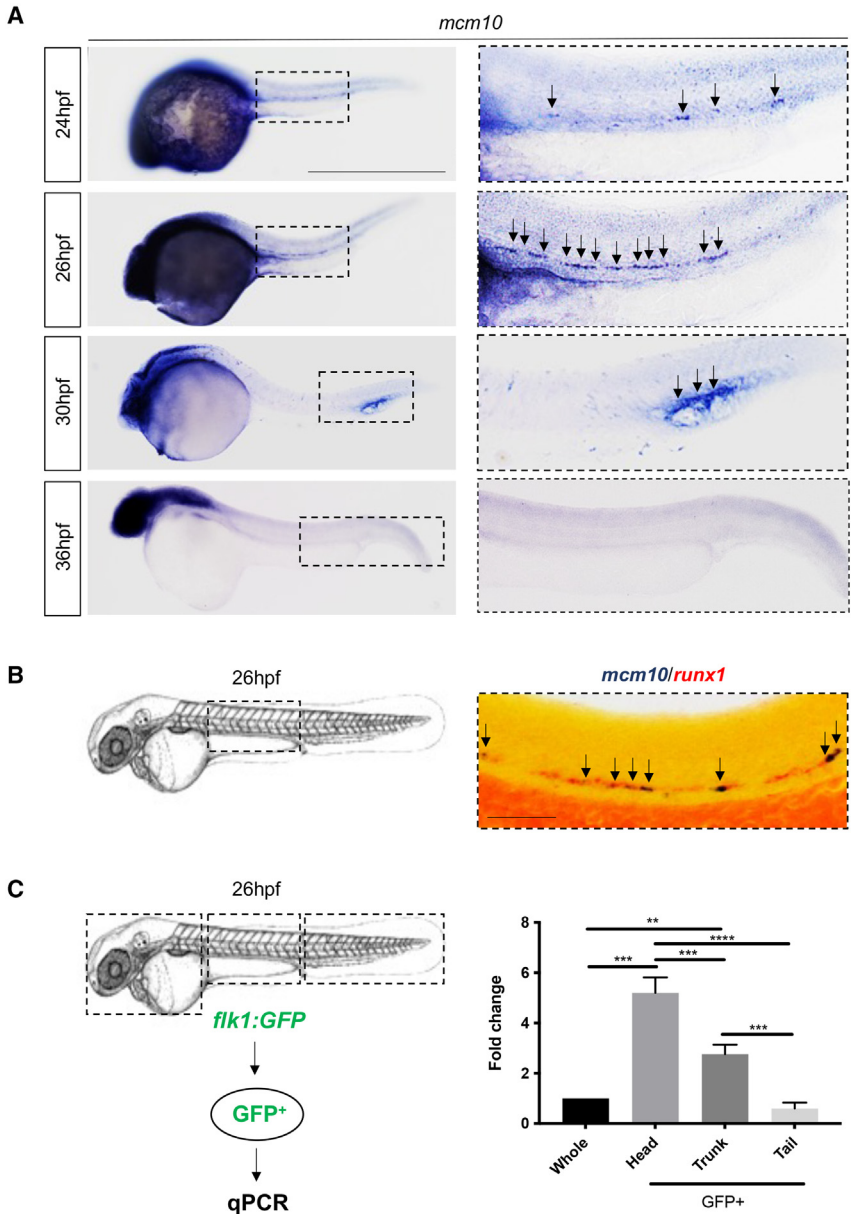 A
mcm10
24hpf
26hpf
30hpf
36hpf
B
26hpf
mcm10/runx1
C
26hpf
flk1:GFP
GFP+
qPCR
Fold change
8
6
4
2
0
**
****
***
***
***
Whole
Head
Trunk
Tail
GFP+